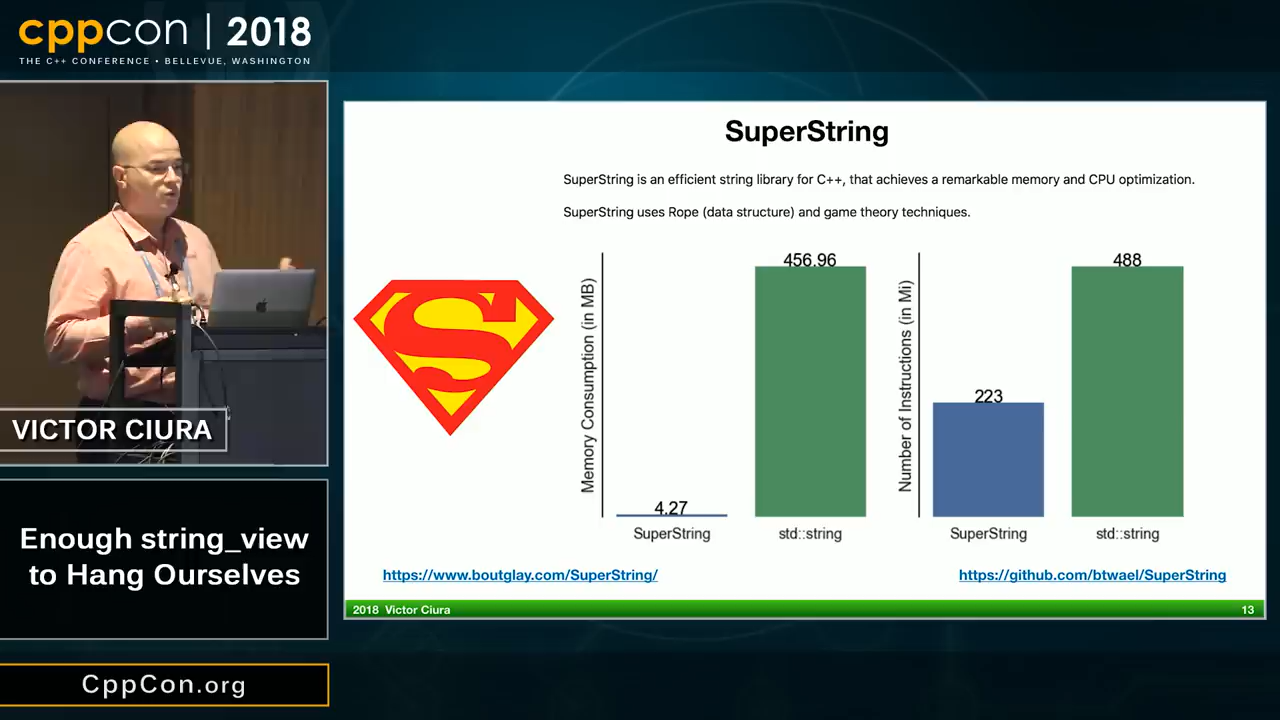 cppcon | 2018
THE C++ CONFERENCE • BELLEVUE, WASHINGTON
VICTOR CIURA
Enough string_view
to Hang Ourselves
CppCon.org
SuperString
SuperString is an efficient string library for C++, that achieves a remarkable memory and CPU optimization.
SuperString uses Rope (data structure) and game theory techniques.
S
Memory Consumption (in MB)
4.27
456.96
SuperString
std::string
Number of Instructions (in Mi)
223
488
SuperString
std::string
https://www.boutglay.com/SuperString/
https://github.com/btwael/SuperString
2018 Victor Ciura
13